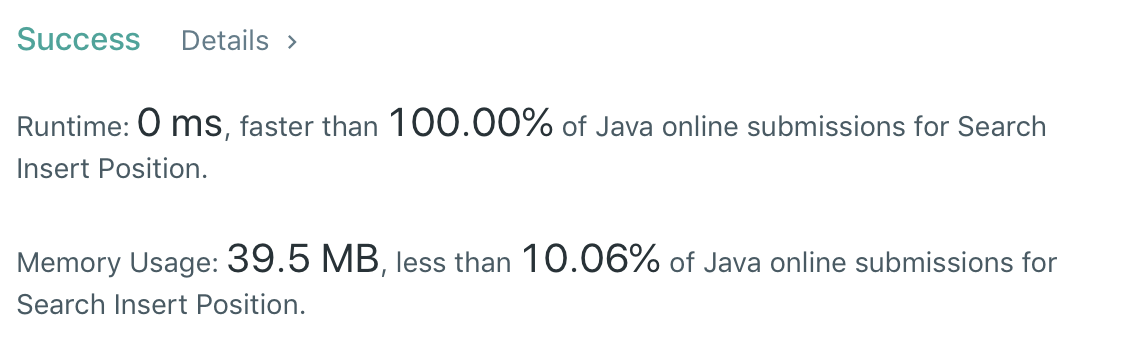 Success Details >
Runtime: 0 ms, faster than 100.00% of Java online submissions for Search
Insert Position.
Memory Usage: 39.5 MB, less than 10.06% of Java online submissions for
Search Insert Position.